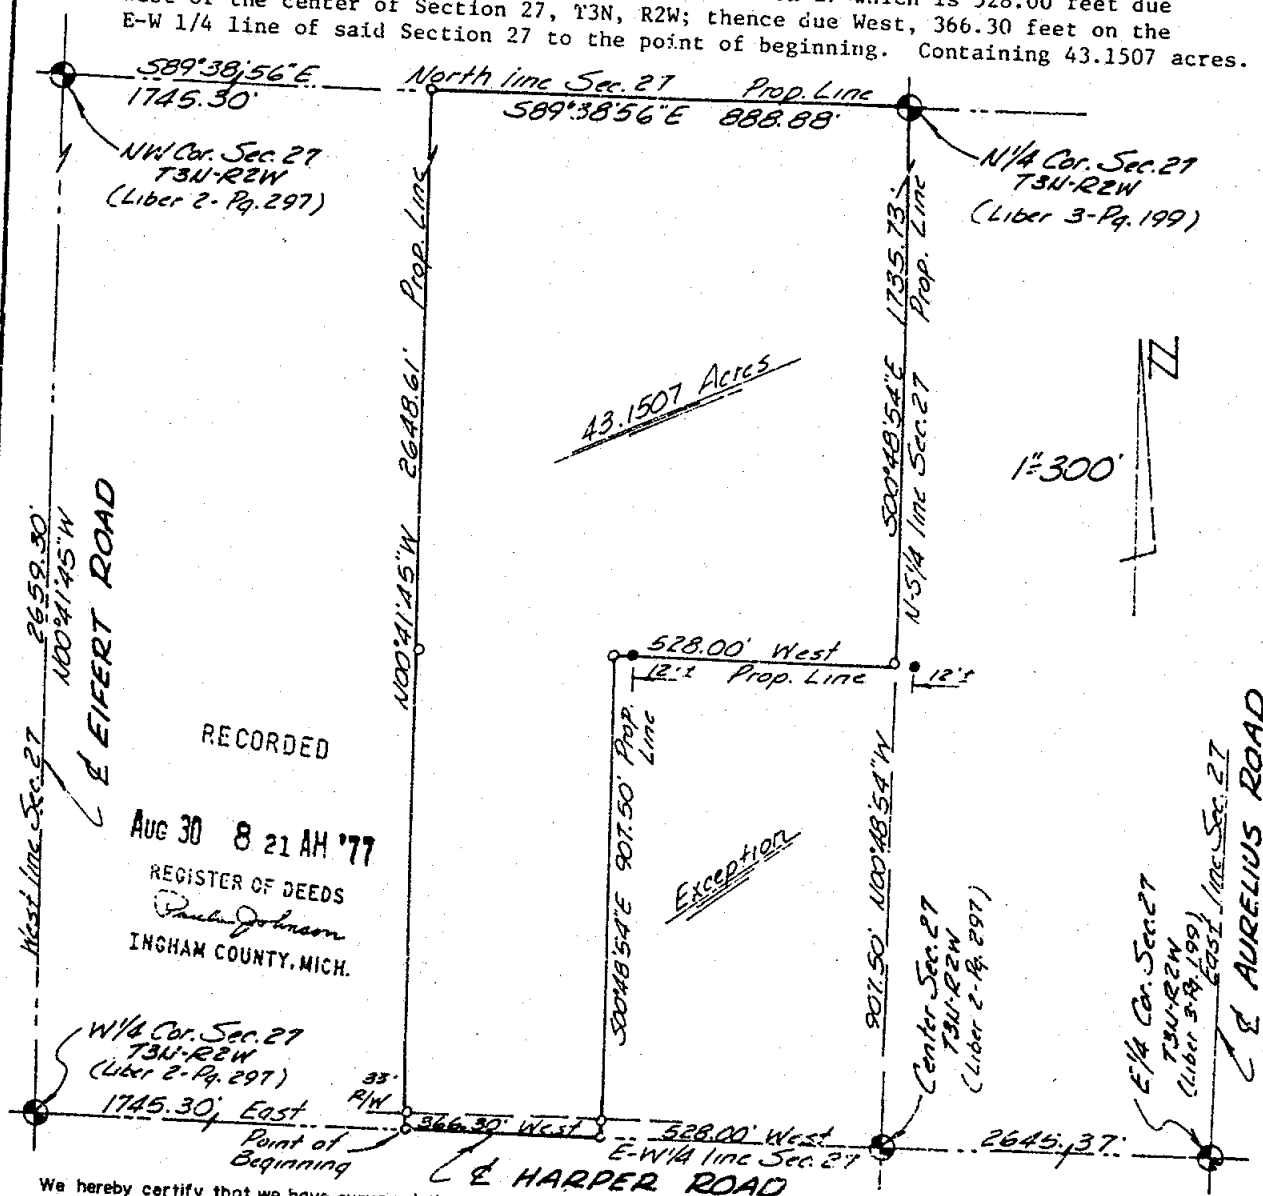 west of the center of Section 27, T3N, R2W; thence due West, 366.30 feet on the
E-W 1/4 line of said Section 27 to the point of beginning. Containing 43.1507 acres.
S89°38'56"E
1745.30'
North line Sec. 27
Prop. Line
S89°38'56"E 888.88'
NW Cor. Sec. 27
T3N-R2W
(Liber 2-Pg. 297)
N1/4 Cor. Sec. 27
T3N-R2W
(Liber 3-Pg. 199)
N00°41'45"W 2648.61' Prop. Line
S00°48'54"E 1735.73'
N-S 1/4 line Sec. 27 Prop. Line
43.1507 Acres
1"=300'
N
West line Sec. 27 2659.30'
N00°41'45"W
℄ EIFERT ROAD
528.00' West
12'±
Prop. Line
12'±
S00°48'54"E 907.50' Prop.
Line
Exception
907.50' N00°48'54"W
RECORDED
AUG 30 8 21 AM '77
REGISTER OF DEEDS
Johnson
INGHAM COUNTY, MICH.
Center Sec. 27
T3N-R2W
(Liber 2-Pg. 297)
E1/4 Cor. Sec. 27
T3N-R2W
(Liber 3-Pg. 199)
East line Sec. 27
℄ AURELIUS ROAD
W1/4 Cor. Sec. 27
T3N-R2W
(Liber 2-Pg. 297)
33'
R/W
1745.30' East
366.30' West
528.00' West
2645.37'
Point of
Beginning
E-W 1/4 line Sec. 27
℄ HARPER ROAD
We hereby certify that we have